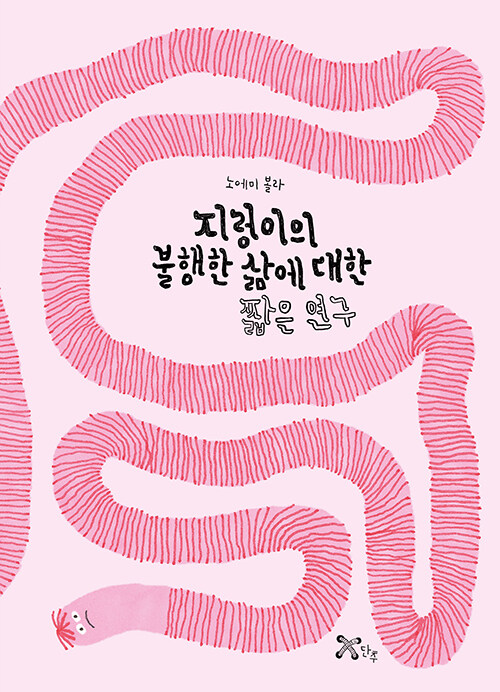 노에미 볼라
지렁이의
불행한 삶에 대한
짧은 연구
단추